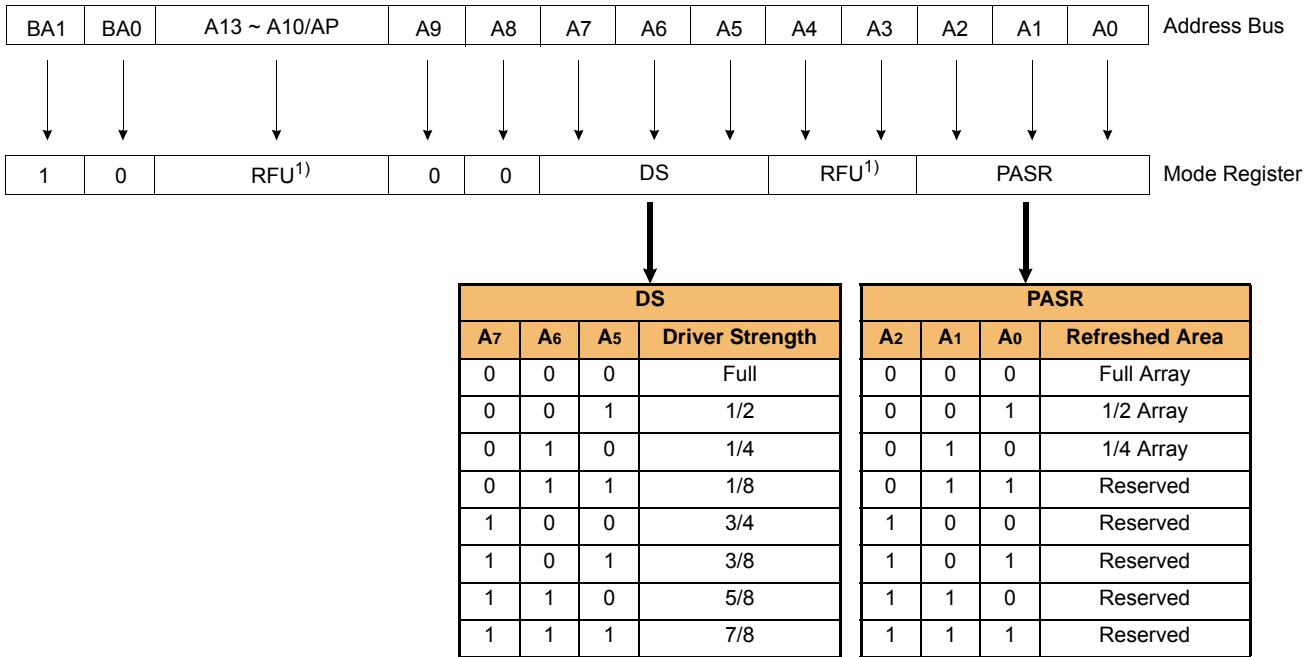 BA1 BA0 A13 ~ A10/AP A9 A8 A7 A6 A5 A4 A3 A2 A1 A0 Address Bus
1 0 RFU1) 0 0 DS RFU1) PASR Mode Register
DS PASR
A7 A6 A5 Driver Strength A2 A1 A0 Refreshed Area
0 0 0 Full 0 0 0 Full Array
0 0 1 1/2 0 0 1 1/2 Array
0 1 0 1/4 0 1 0 1/4 Array
0 1 1 1/8 0 1 1 Reserved
1 0 0 3/4 1 0 0 Reserved
1 0 1 3/8 1 0 1 Reserved
1 1 0 5/8 1 1 0 Reserved
1 1 1 7/8 1 1 1 Reserved